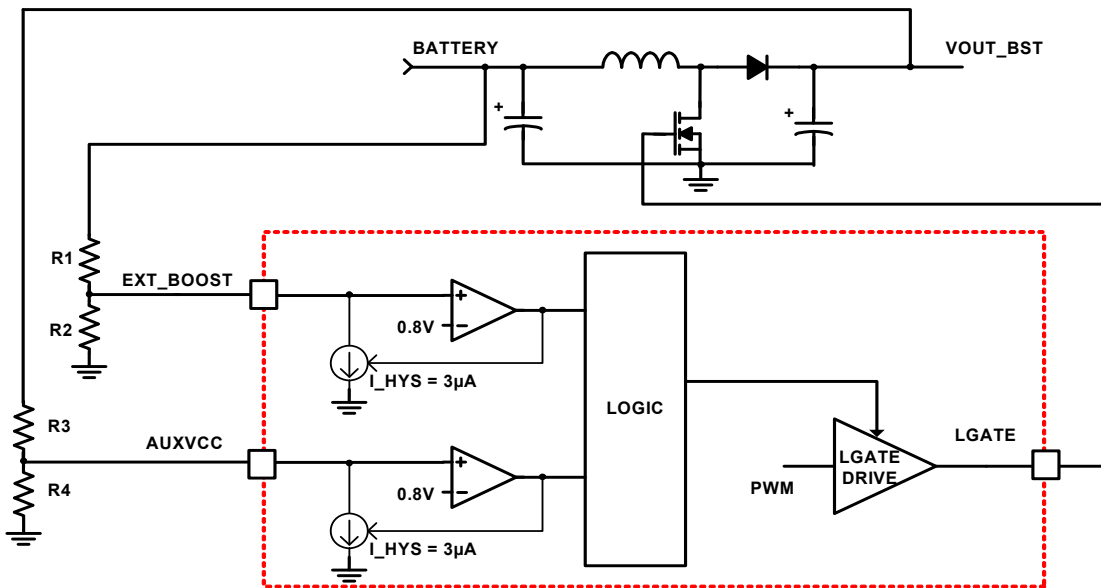 BATTERY
VOUT_BST
+
+
R1
EXT_BOOST
R2
+
0.8V
−
I_HYS = 3µA
LOGIC
R3
AUXVCC
R4
+
0.8V
−
I_HYS = 3µA
LGATE
DRIVE
PWM
LGATE